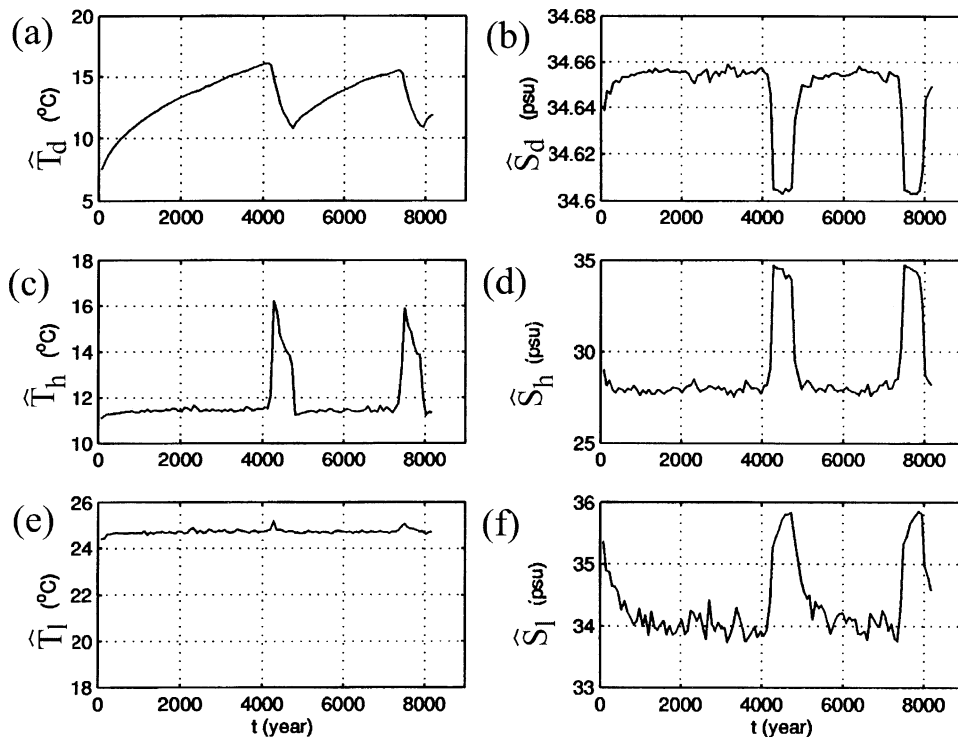 (a)
T̂d (°C)
20
15
10
5
0 2000 4000 6000 8000
(b)
Ŝd (psu)
34.68
34.66
34.64
34.62
34.6
0 2000 4000 6000 8000
(c)
T̂h (°C)
18
16
14
12
10
0 2000 4000 6000 8000
(d)
Ŝh (psu)
35
30
25
0 2000 4000 6000 8000
(e)
T̂l (°C)
26
24
22
20
18
0 2000 4000 6000 8000
t (year)
(f)
Ŝl (psu)
36
35
34
33
0 2000 4000 6000 8000
t (year)